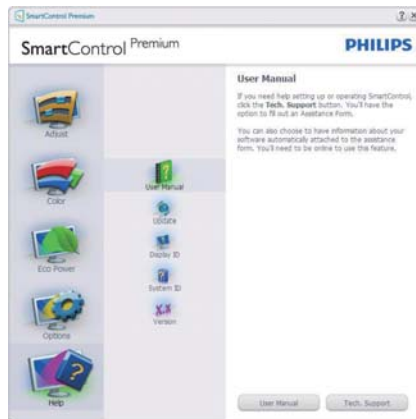 SmartControl Premium
SmartControl Premium
PHILIPS
Adjust
Color
Eco Power
Options
Help
User Manual
Update
Display ID
System ID
Version
User Manual
If you need help setting up or operating SmartControl,
click the Tech. Support button. You'll have the
option to fill out an Assistance Form.
You can also choose to have information about your
software automatically attached to the assistance
form. You'll need to be online to use this feature.
User Manual
Tech. Support